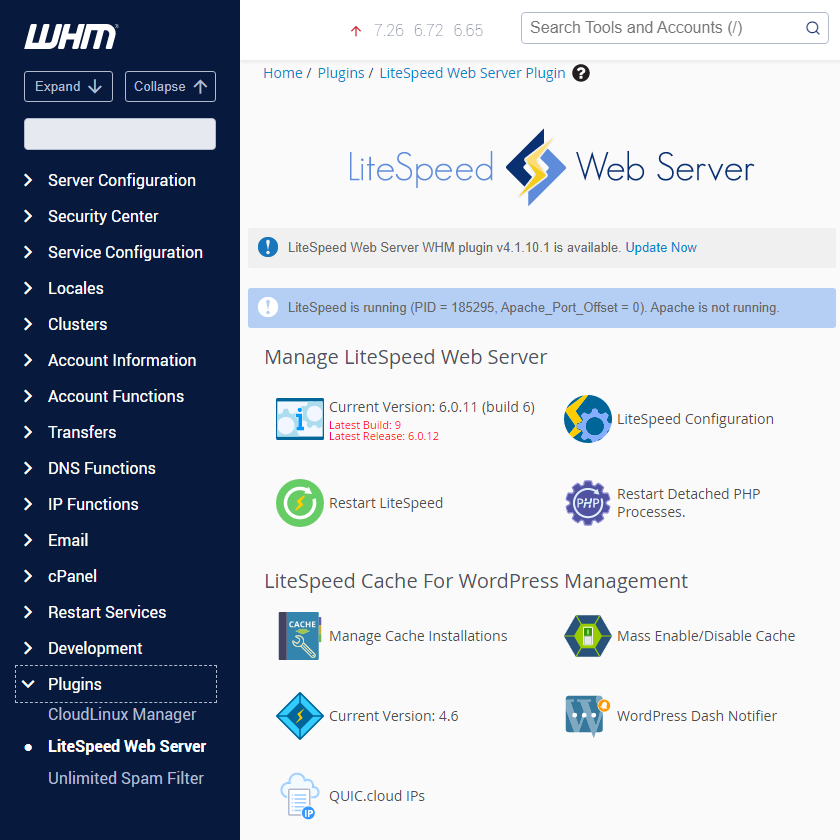 WHM
7.26 6.72 6.65
Search Tools and Accounts (/)
Expand
Collapse
Home / Plugins / LiteSpeed Web Server Plugin ?
Server Configuration
Security Center
Service Configuration
Locales
Clusters
Account Information
Account Functions
Transfers
DNS Functions
IP Functions
Email
cPanel
Restart Services
Development
Plugins
CloudLinux Manager
LiteSpeed Web Server
Unlimited Spam Filter
LiteSpeed Web Server
LiteSpeed Web Server WHM plugin v4.1.10.1 is available. Update Now
LiteSpeed is running (PID = 185295, Apache_Port_Offset = 0). Apache is not running.
Manage LiteSpeed Web Server
Current Version: 6.0.11 (build 6)
Latest Build: 9
Latest Release: 6.0.12
LiteSpeed Configuration
Restart LiteSpeed
PHP
Restart Detached PHP
Processes.
LiteSpeed Cache For WordPress Management
CACHE
Manage Cache Installations
Mass Enable/Disable Cache
Current Version: 4.6
WordPress Dash Notifier
IP
QUIC.cloud IPs